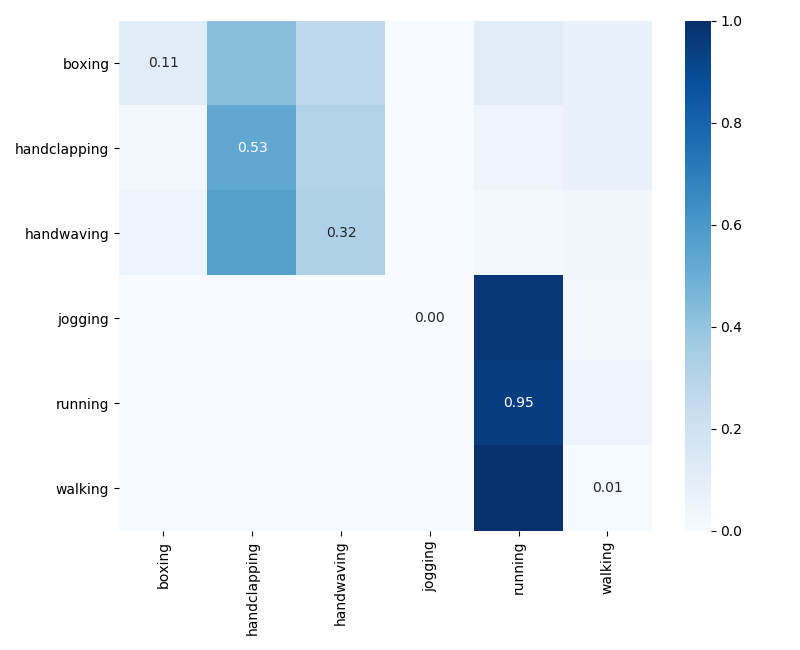 boxing
handclapping
handwaving
jogging
running
walking
0.11
0.53
0.32
0.00
0.95
0.01
boxing
handclapping
handwaving
jogging
running
walking
1.0
0.8
0.6
0.4
0.2
0.0